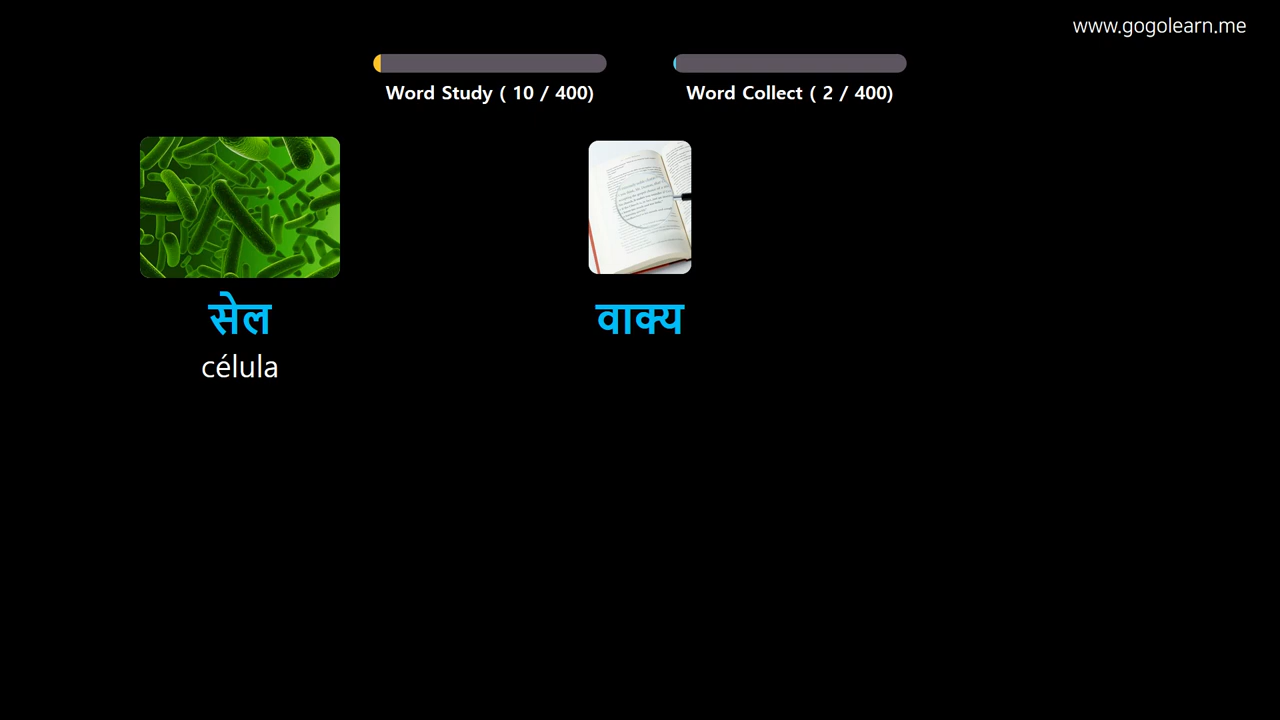 www.gogolearn.me
Word Study ( 10 / 400)
Word Collect ( 2 / 400)
सेल
célula
वाक्य